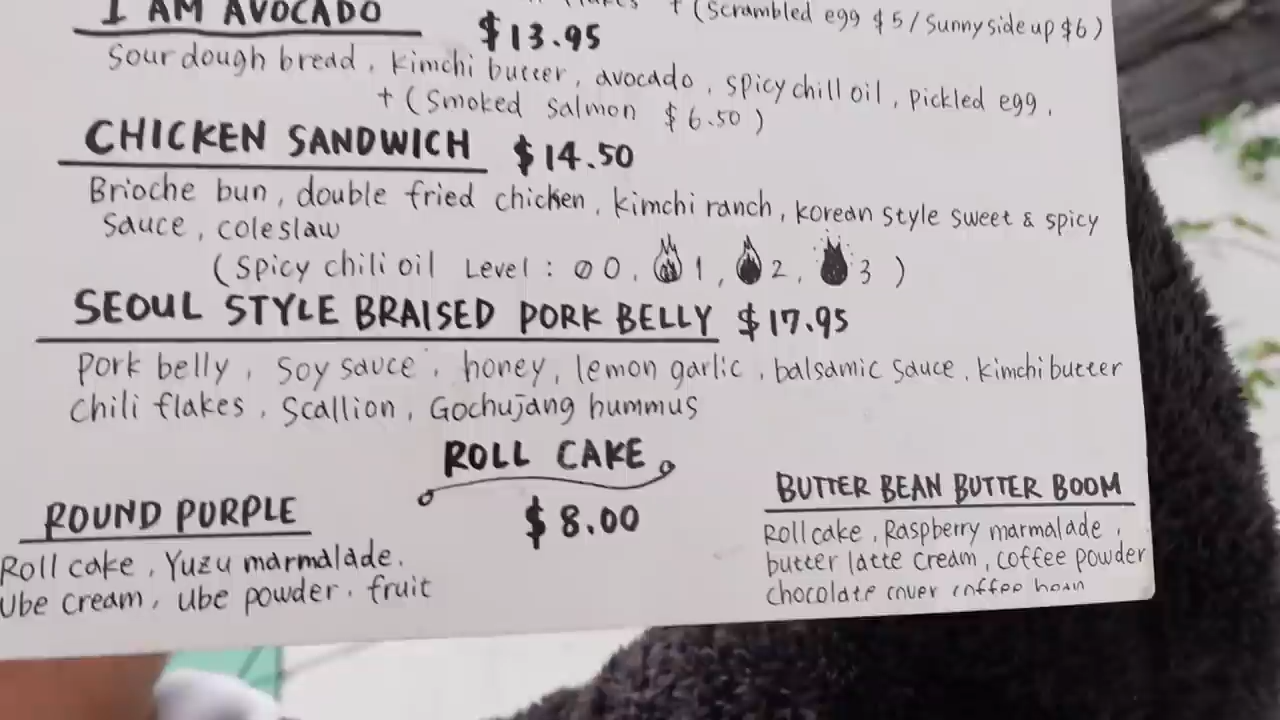 + (Scrambled egg $5 / Sunny side up $6)
I AM AVOCADO $13.95
Sour dough bread, kimchi butter, avocado, spicy chill oil, pickled egg,
+ (Smoked salmon $6.50)
CHICKEN SANDWICH $14.50
Brioche bun, double fried chicken, kimchi ranch, korean style sweet & spicy
sauce, coleslaw
(Spicy chili oil Level : 0, 1, 2, 3)
SEOUL STYLE BRAISED PORK BELLY $17.95
Pork belly, Soy sauce, honey, lemon garlic, balsamic sauce, kimchi butter
Chili flakes, Scallion, Gochujang hummus
ROLL CAKE
$8.00
ROUND PURPLE
Roll cake, Yuzu marmalade,
Ube cream, ube powder, fruit
BUTTER BEAN BUTTER BOOM
Roll cake, Raspberry marmalade,
butter latte cream, coffee powder
chocolate cover coffee bean